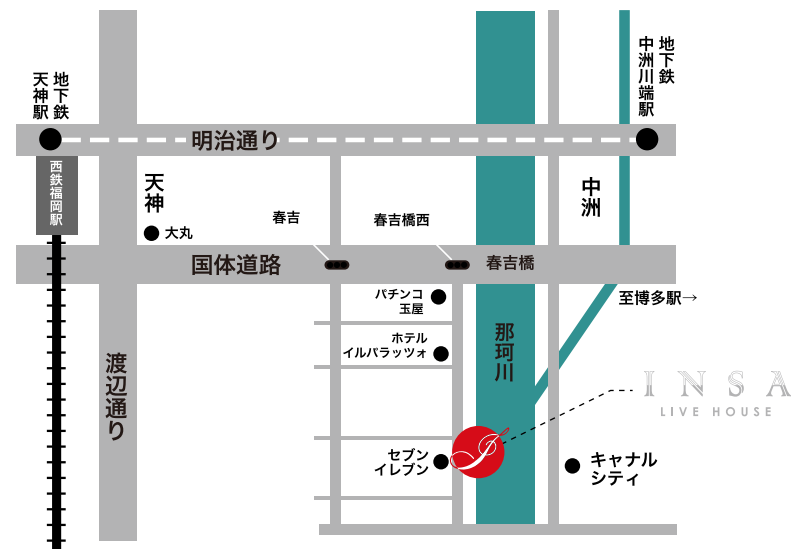 地下鉄
天神駅
地下鉄
中洲川端駅
明治通り
西鉄福岡駅
天神
大丸
中洲
春吉
春吉橋西
国体道路
春吉橋
至博多駅→
パチンコ
玉屋
ホテル
イルパラッツォ
那珂川
渡辺通り
INSA
LIVE HOUSE
セブン
イレブン
キャナル
シティ